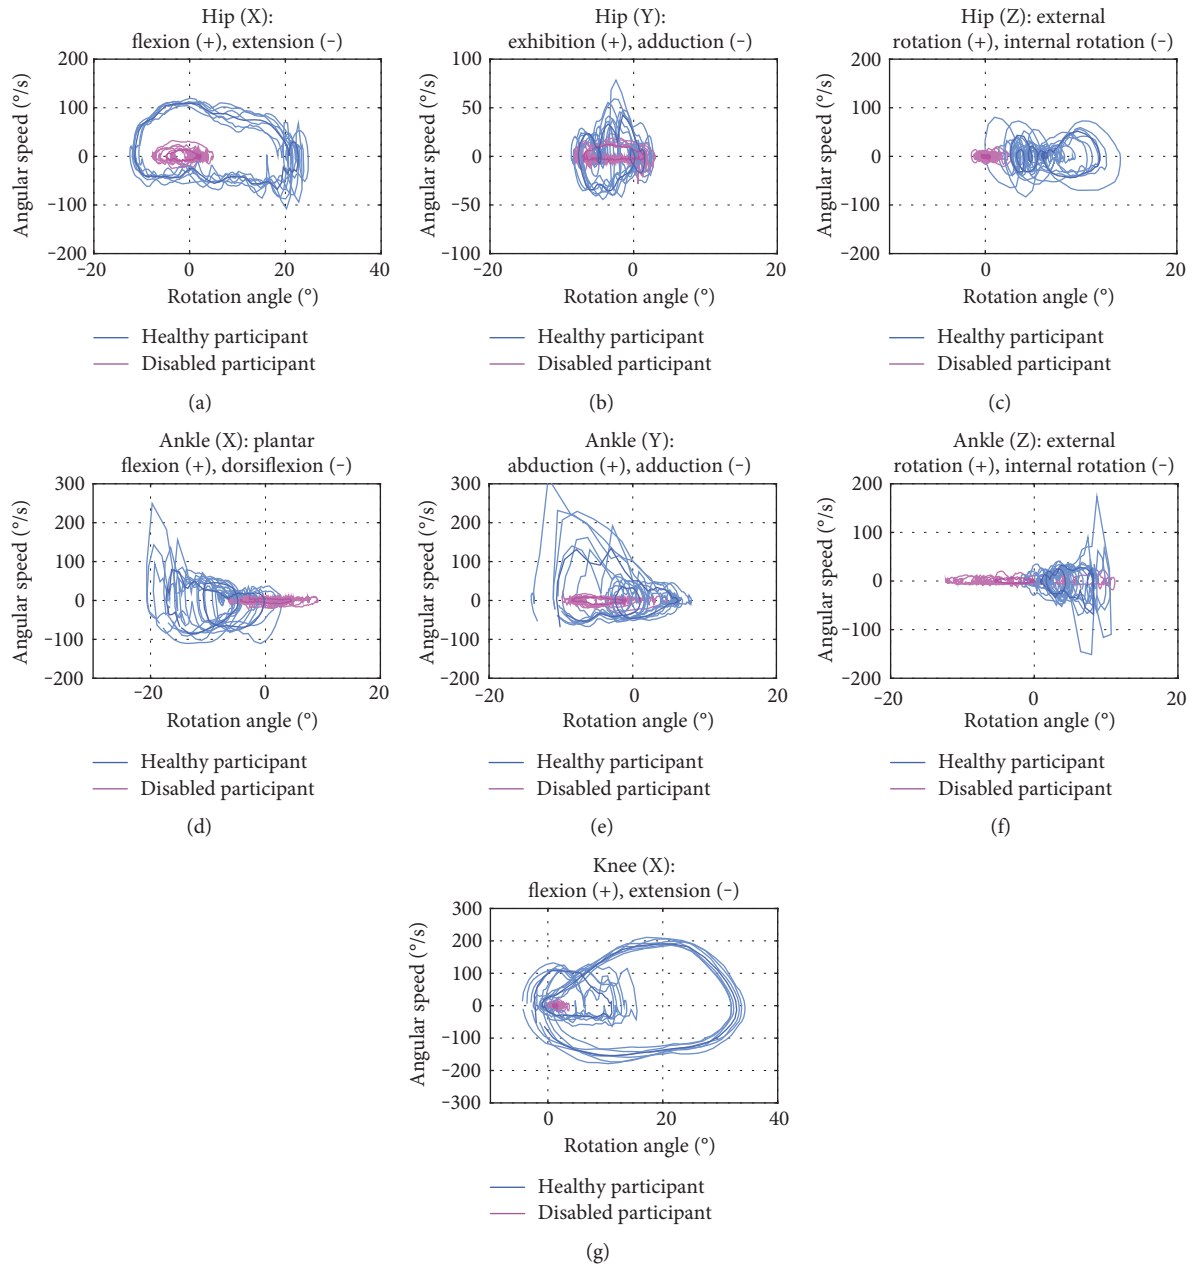 Hip (X):
flexion (+), extension (−)
200
100
0
−100
−200
−20
0
20
40
Angular speed (°/s)
Rotation angle (°)
Healthy participant
Disabled participant
(a)
Hip (Y):
exhibition (+), adduction (−)
100
50
0
−50
−100
−20
0
20
Angular speed (°/s)
Rotation angle (°)
Healthy participant
Disabled participant
(b)
Hip (Z): external
rotation (+), internal rotation (−)
200
100
0
−100
−200
0
20
Angular speed (°/s)
Rotation angle (°)
Healthy participant
Disabled participant
(c)
Ankle (X): plantar
flexion (+), dorsiflexion (−)
300
200
100
0
−100
−200
−20
0
20
Angular speed (°/s)
Rotation angle (°)
Healthy participant
Disabled participant
(d)
Ankle (Y):
abduction (+), adduction (−)
300
200
100
0
−100
−200
−20
0
20
Angular speed (°/s)
Rotation angle (°)
Healthy participant
Disabled participant
(e)
Ankle (Z): external
rotation (+), internal rotation (−)
200
100
0
−100
−200
−20
0
20
Angular speed (°/s)
Rotation angle (°)
Healthy participant
Disabled participant
(f)
Knee (X):
flexion (+), extension (−)
300
200
100
0
−100
−200
−300
0
20
40
Angular speed (°/s)
Rotation angle (°)
Healthy participant
Disabled participant
(g)